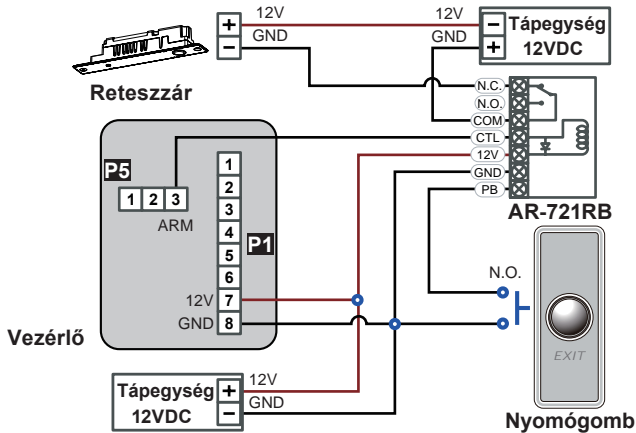 + 12V 12V − Tápegység
− GND GND + 12VDC
Reteszzár
N.C.
N.O.
COM
CTL
12V
GND
PB
AR-721RB
P5
1 2 3
ARM
1
2
3
4
5
6
12V 7
GND 8
P1
Vezérlő
N.O.
EXIT
Nyomógomb
Tápegység + 12V
12VDC − GND